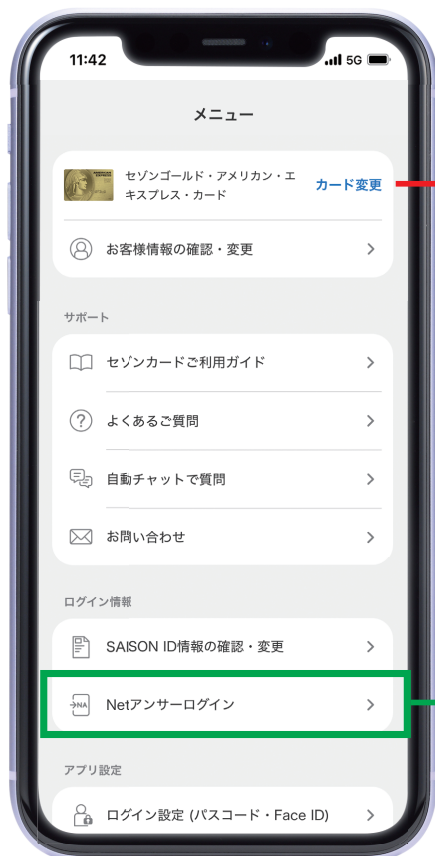 11:42
5G
メニュー
セゾンゴールド・アメリカン・エ
キスプレス・カード
カード変更
お客様情報の確認・変更
サポート
セゾンカードご利用ガイド
よくあるご質問
自動チャットで質問
お問い合わせ
ログイン情報
SAISON ID情報の確認・変更
NA
Netアンサーログイン
アプリ設定
ログイン設定 (パスコード・Face ID)